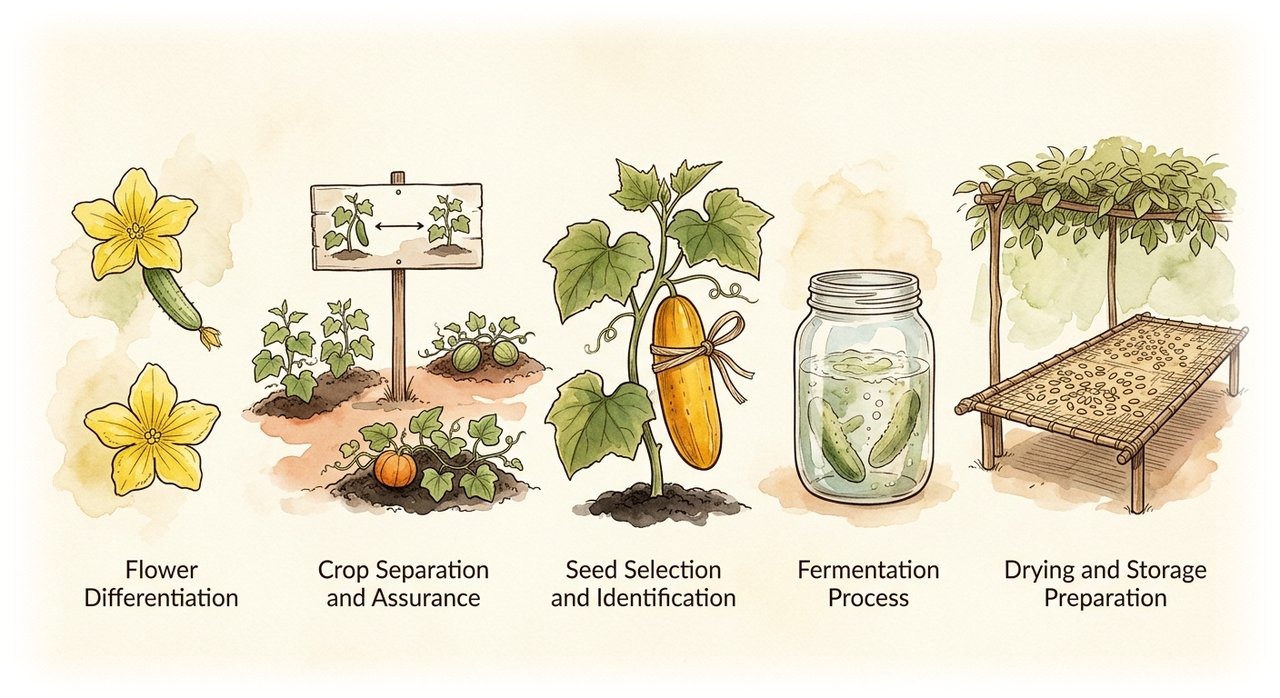 Flower
Differentiation
Crop Separation
and Assurance
Seed Selection
and Identification
Fermentation
Process
Drying and Storage
Preparation